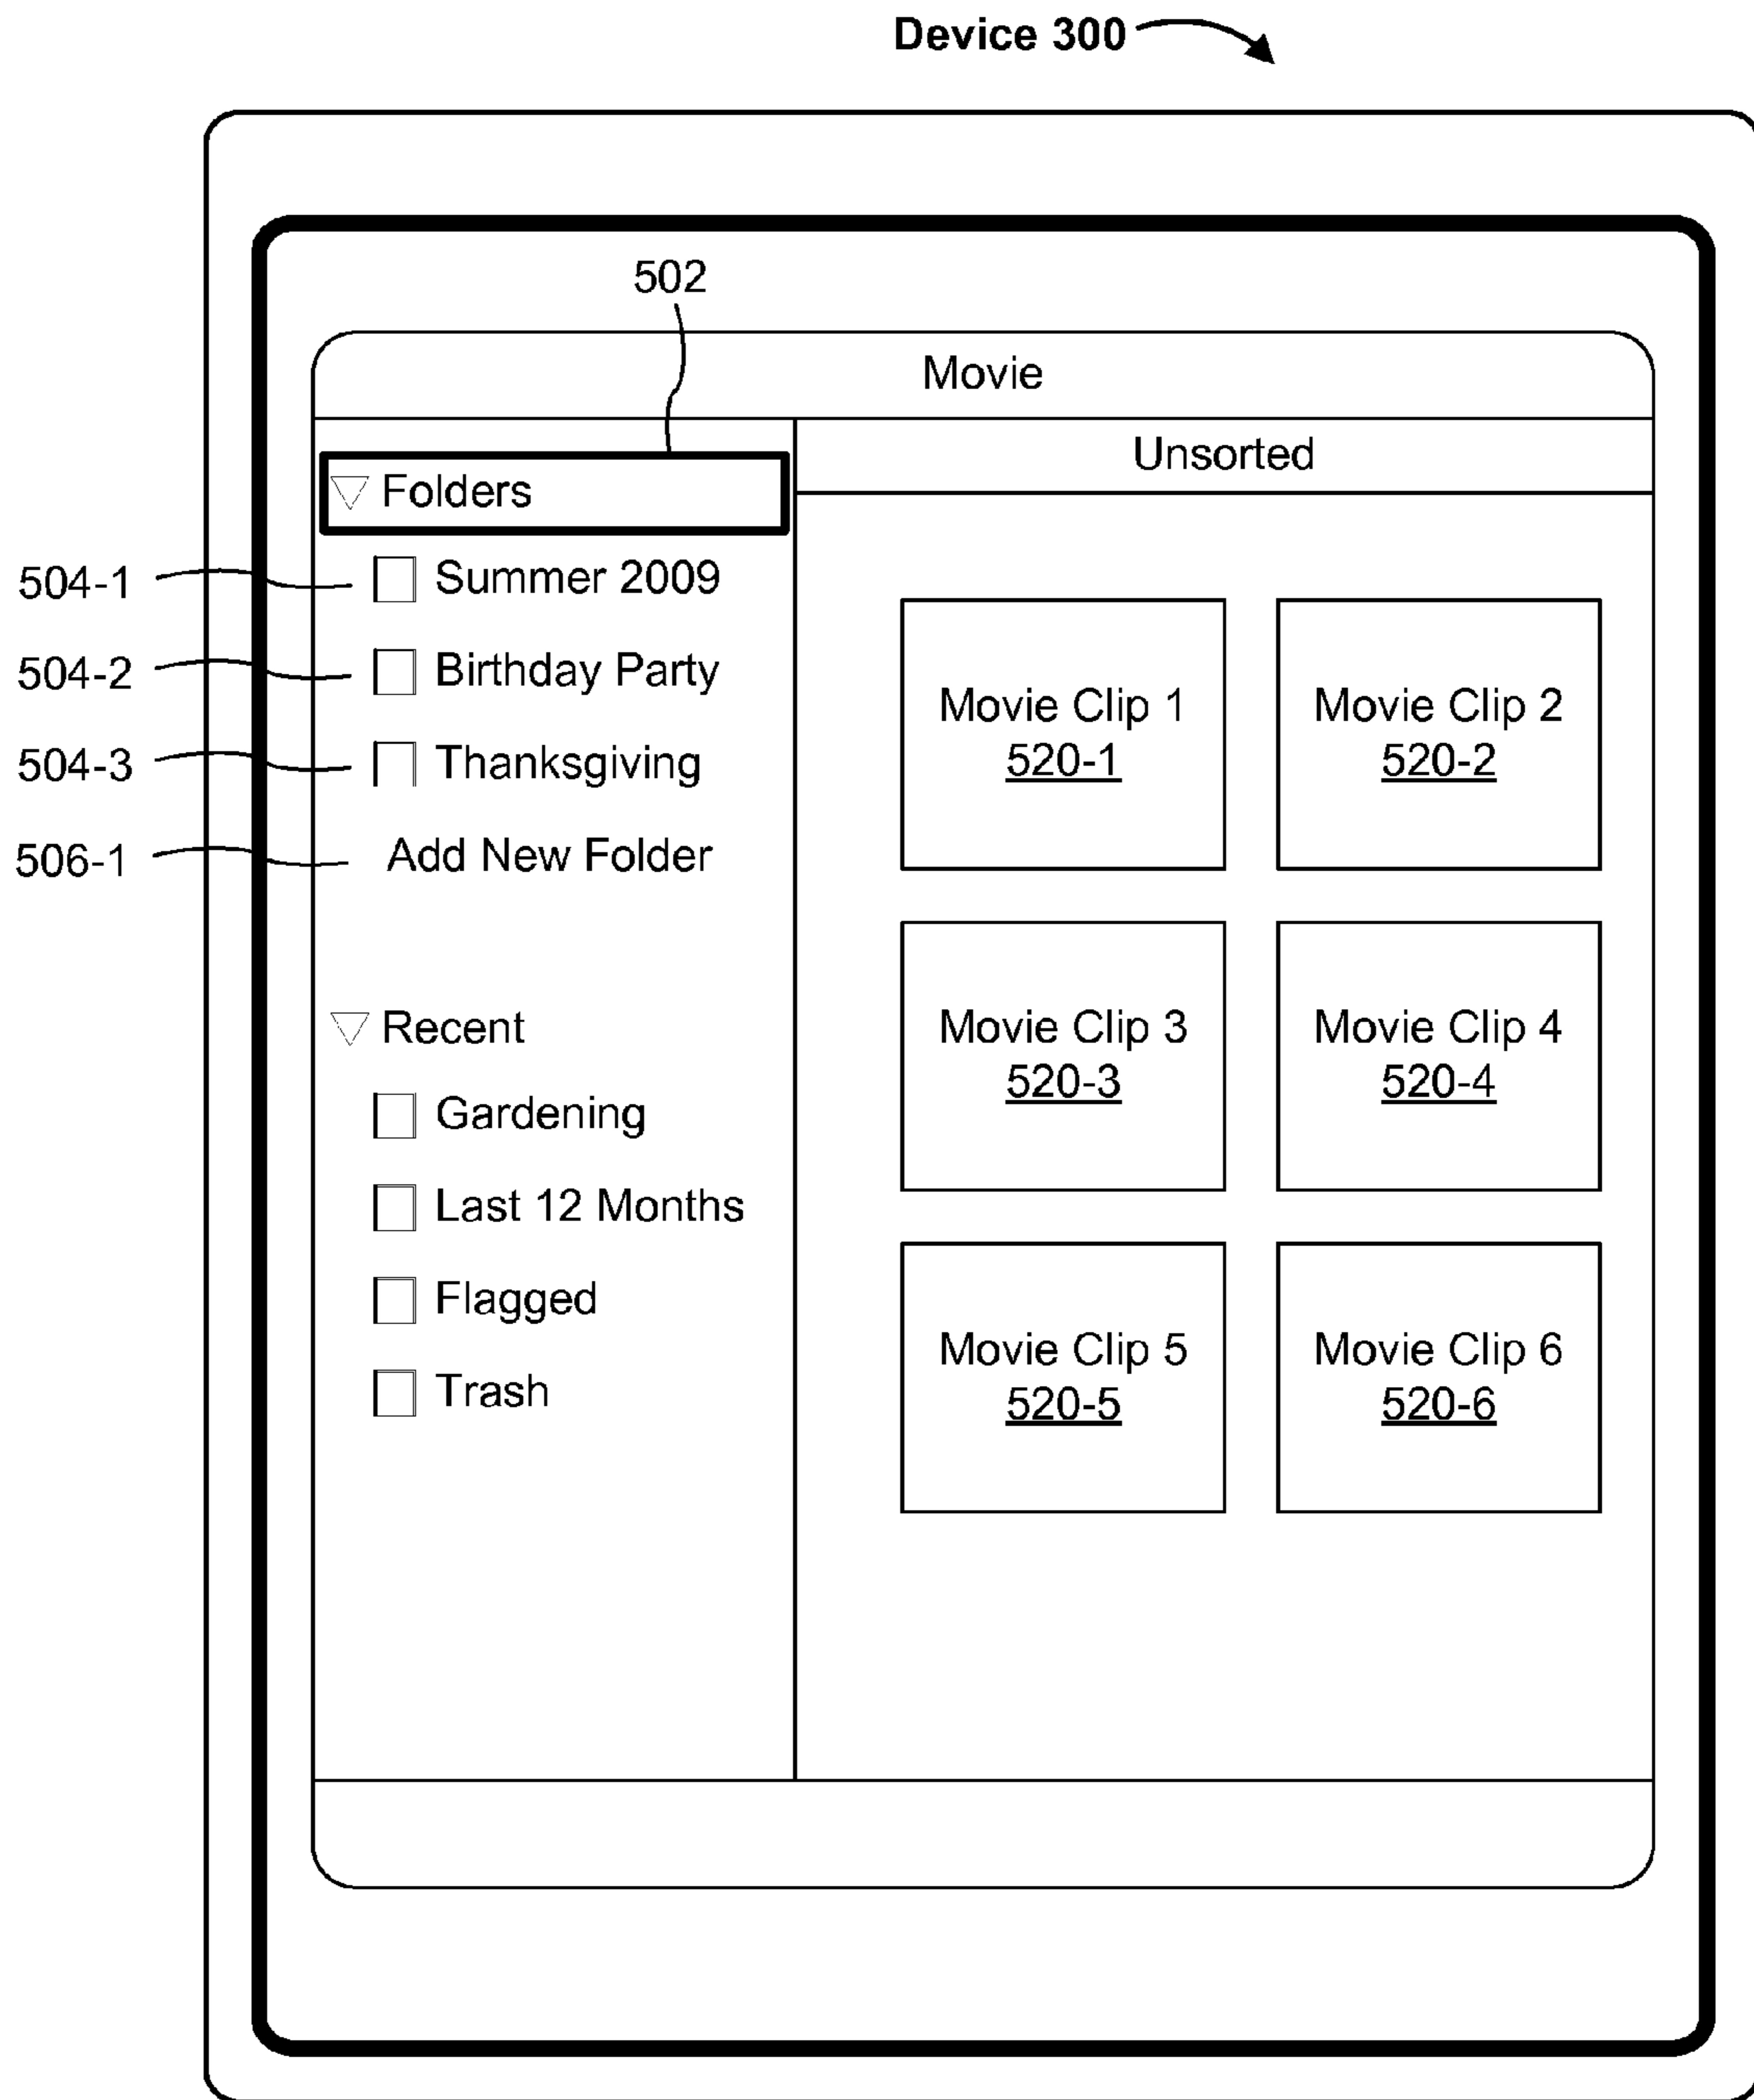 Device 300
502
Movie
Folders
504-1 Summer 2009
504-2 Birthday Party
504-3 Thanksgiving
506-1 Add New Folder
Recent
Gardening
Last 12 Months
Flagged
Trash
Unsorted
Movie Clip 1
520-1
Movie Clip 2
520-2
Movie Clip 3
520-3
Movie Clip 4
520-4
Movie Clip 5
520-5
Movie Clip 6
520-6